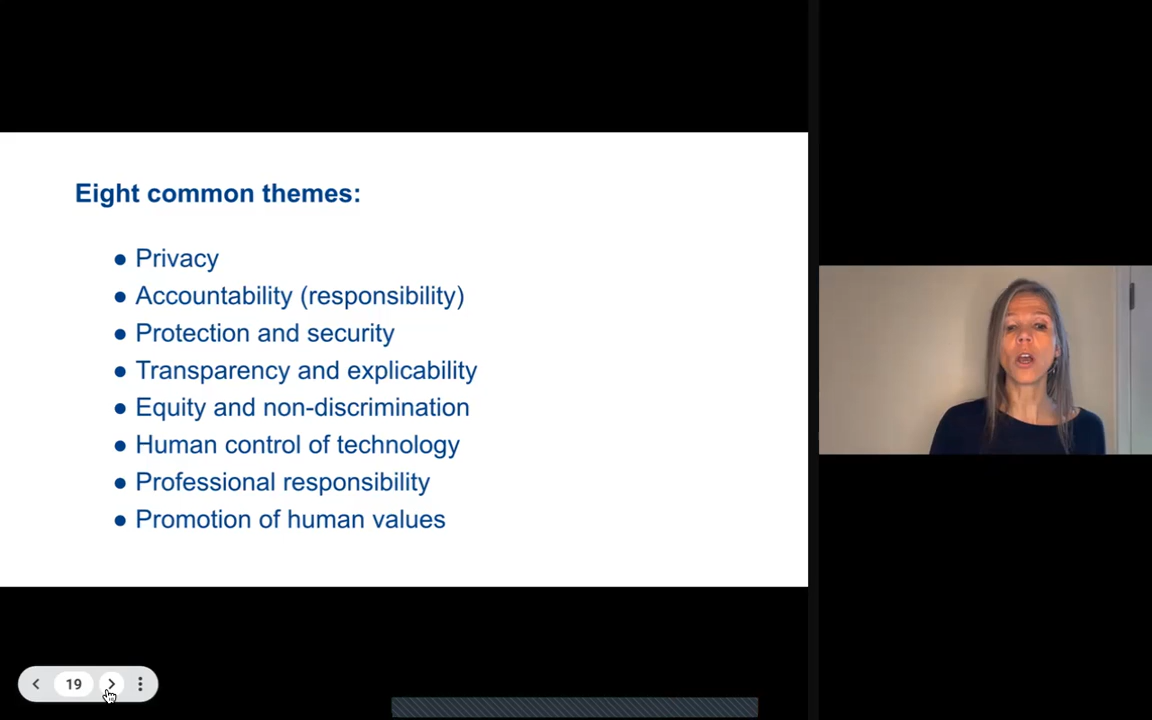 Eight common themes:
● Privacy
● Accountability (responsibility)
● Protection and security
● Transparency and explicability
● Equity and non-discrimination
● Human control of technology
● Professional responsibility
● Promotion of human values
19